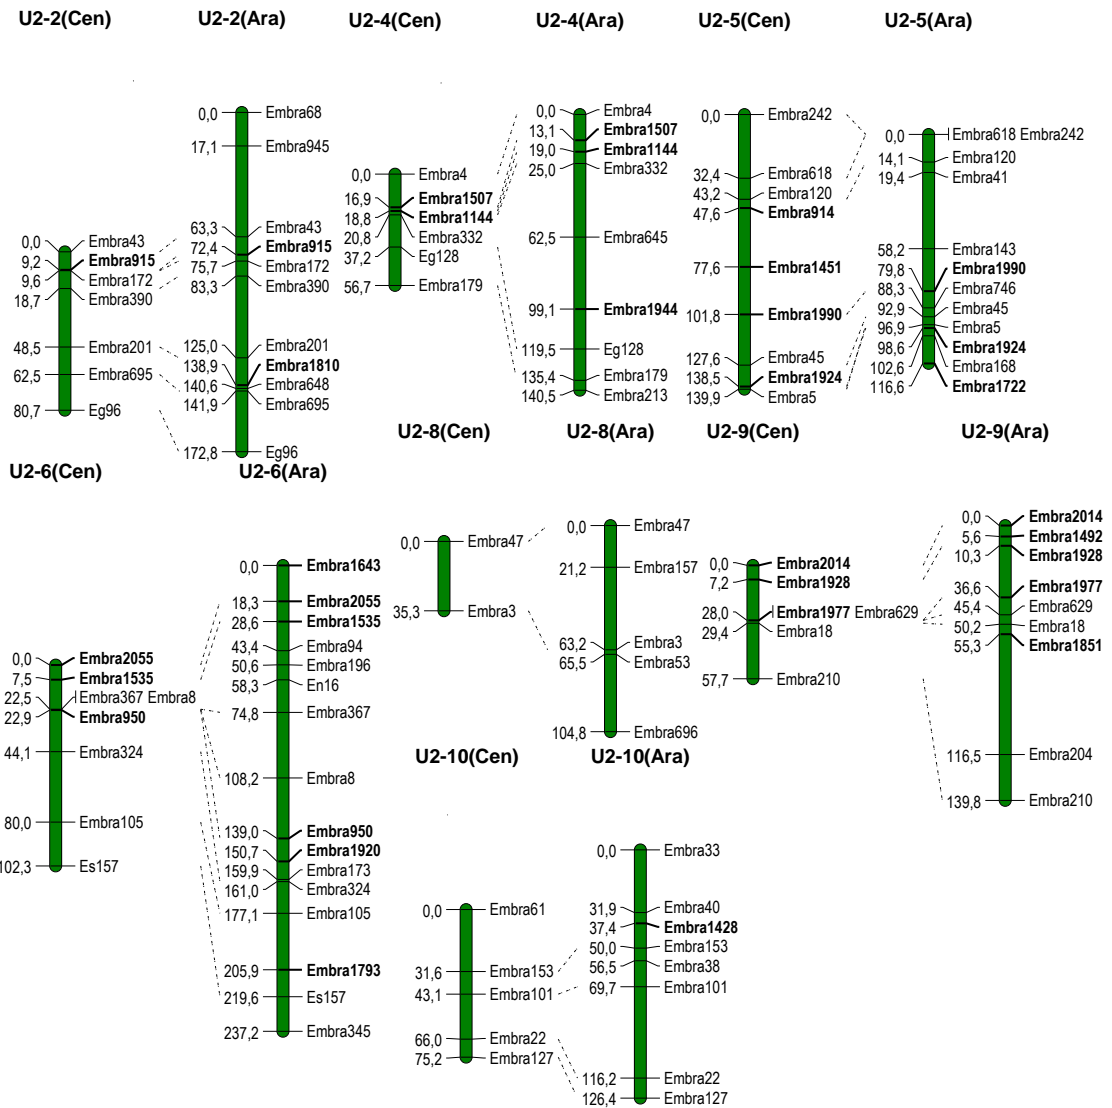 U2-2(Cen) U2-2(Ara) U2-4(Cen) U2-4(Ara) U2-5(Cen) U2-5(Ara)
0,0 Embra43
9,2 Embra915
9,6 Embra172
18,7 Embra390
48,5 Embra201
62,5 Embra695
80,7 Eg96
0,0 Embra68
17,1 Embra945
63,3 Embra43
72,4 Embra915
75,7 Embra172
83,3 Embra390
125,0 Embra201
138,9 Embra1810
140,6 Embra648
141,9 Embra695
172,8 Eg96
0,0 Embra4
16,9 Embra1507
18,8 Embra1144
20,8 Embra332
37,2 Eg128
56,7 Embra179
0,0 Embra4
13,1 Embra1507
19,0 Embra1144
25,0 Embra332
62,5 Embra645
99,1 Embra1944
119,5 Eg128
135,4 Embra179
140,5 Embra213
0,0 Embra242
32,4 Embra618
43,2 Embra120
47,6 Embra914
77,6 Embra1451
101,8 Embra1990
127,6 Embra45
138,5 Embra1924
139,9 Embra5
0,0 Embra618 Embra242
14,1 Embra120
19,4 Embra41
58,2 Embra143
79,8 Embra1990
88,3 Embra746
92,9 Embra45
96,9 Embra5
98,6 Embra1924
102,6 Embra168
116,6 Embra1722
U2-6(Cen) U2-6(Ara) U2-8(Cen) U2-8(Ara) U2-9(Cen) U2-9(Ara)
0,0 Embra2055
7,5 Embra1535
22,5 Embra367 Embra8
22,9 Embra950
44,1 Embra324
80,0 Embra105
102,3 Es157
0,0 Embra1643
18,3 Embra2055
28,6 Embra1535
43,4 Embra94
50,6 Embra196
58,3 En16
74,8 Embra367
108,2 Embra8
139,0 Embra950
150,7 Embra1920
159,9 Embra173
161,0 Embra324
177,1 Embra105
205,9 Embra1793
219,6 Es157
237,2 Embra345
0,0 Embra47
35,3 Embra3
0,0 Embra47
21,2 Embra157
63,2 Embra3
65,5 Embra53
104,8 Embra696
0,0 Embra2014
7,2 Embra1928
28,0 Embra1977 Embra629
29,4 Embra18
57,7 Embra210
0,0 Embra2014
5,6 Embra1492
10,3 Embra1928
36,6 Embra1977
45,4 Embra629
50,2 Embra18
55,3 Embra1851
116,5 Embra204
139,8 Embra210
U2-10(Cen) U2-10(Ara)
0,0 Embra61
31,6 Embra153
43,1 Embra101
66,0 Embra22
75,2 Embra127
0,0 Embra33
31,9 Embra40
37,4 Embra1428
50,0 Embra153
56,5 Embra38
69,7 Embra101
116,2 Embra22
126,4 Embra127